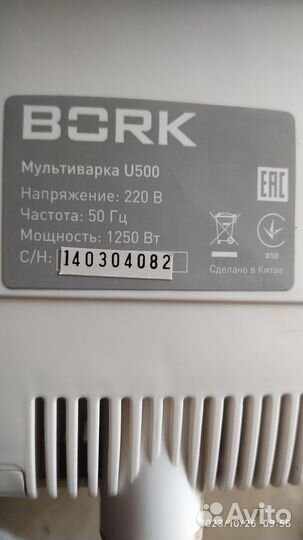 BORK
Мультиварка U500
Напряжение: 220 В
Частота: 50 Гц
Мощность: 1250 Вт
С/Н: 140304082
EAC
010
Сделано в Китае
2023/10/26 09:56
Avito